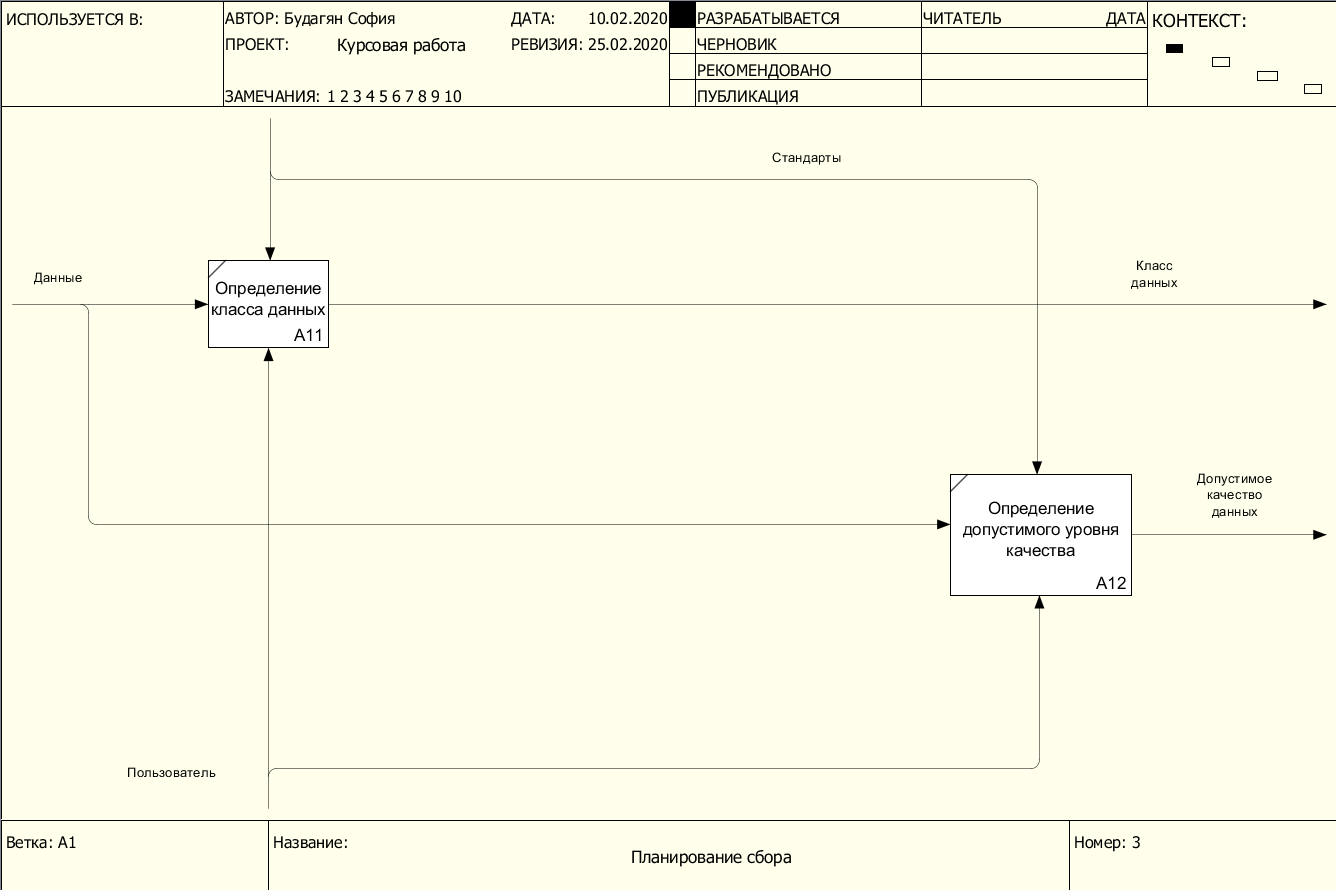 ИСПОЛЬЗУЕТСЯ В:
АВТОР: Будагян София
ДАТА: 10.02.2020
ПРОЕКТ: Курсовая работа
РЕВИЗИЯ: 25.02.2020
ЗАМЕЧАНИЯ: 1 2 3 4 5 6 7 8 9 10
РАЗРАБАТЫВАЕТСЯ
ЧЕРНОВИК
РЕКОМЕНДОВАНО
ПУБЛИКАЦИЯ
ЧИТАТЕЛЬ ДАТА
КОНТЕКСТ:
Стандарты
Данные
Определение
класса данных
A11
Класс
данных
Определение
допустимого уровня
качества
A12
Допустимое
качество
данных
Пользователь
Ветка: A1
Название:
Планирование сбора
Номер: 3